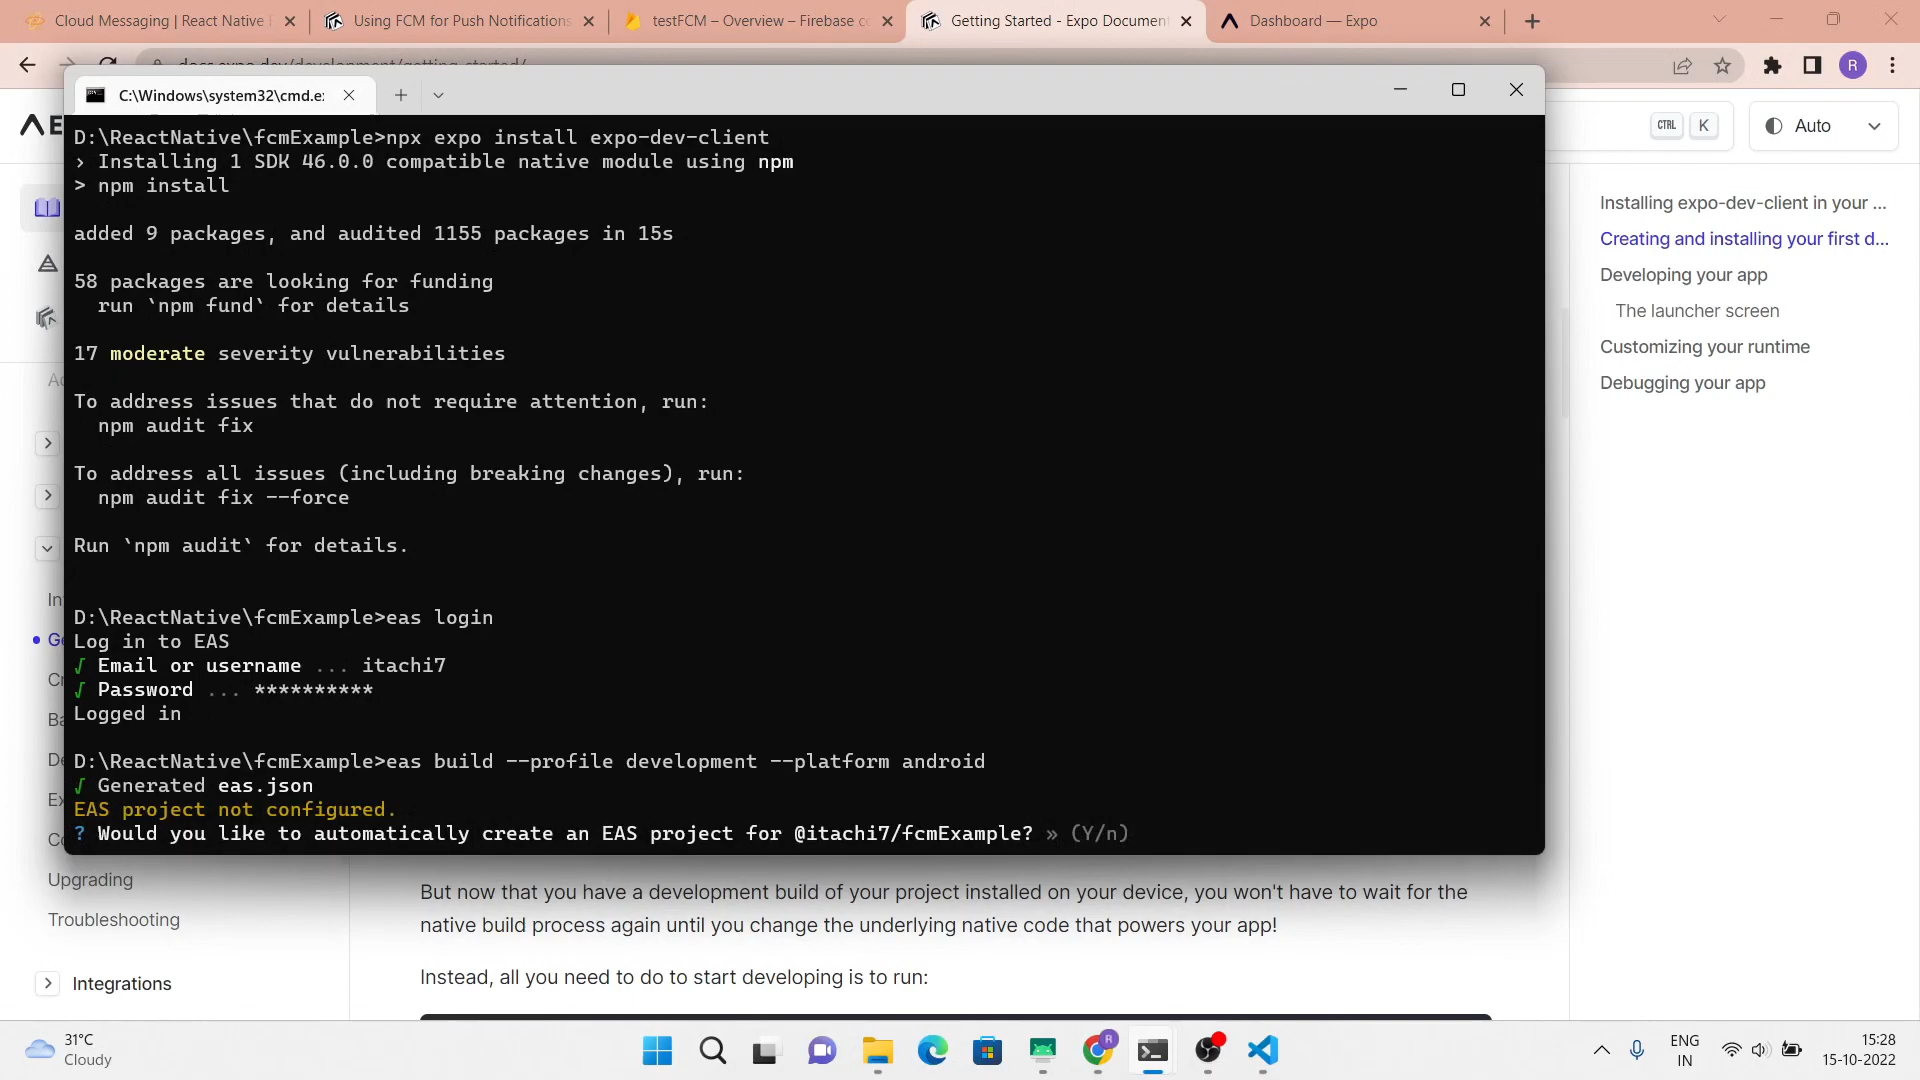 Cloud Messaging | React Native F
Using FCM for Push Notifications
testFCM – Overview – Firebase co
Getting Started - Expo Document
Dashboard — Expo
docs.expo.dev/development/getting-started/
R
C:\Windows\system32\cmd.e:
CTRL K
Auto
D:\ReactNative\fcmExample>npx expo install expo-dev-client
› Installing 1 SDK 46.0.0 compatible native module using npm
> npm install
added 9 packages, and audited 1155 packages in 15s
58 packages are looking for funding
run `npm fund` for details
17 moderate severity vulnerabilities
To address issues that do not require attention, run:
npm audit fix
To address all issues (including breaking changes), run:
npm audit fix --force
Run `npm audit` for details.
D:\ReactNative\fcmExample>eas login
Log in to EAS
√ Email or username ... itachi7
√ Password ... **********
Logged in
D:\ReactNative\fcmExample>eas build --profile development --platform android
√ Generated eas.json
EAS project not configured.
? Would you like to automatically create an EAS project for @itachi7/fcmExample? » (Y/n)
Installing expo-dev-client in your ...
Creating and installing your first d...
Developing your app
The launcher screen
Customizing your runtime
Debugging your app
Upgrading
Troubleshooting
Integrations
But now that you have a development build of your project installed on your device, you won't have to wait for the
native build process again until you change the underlying native code that powers your app!
Instead, all you need to do to start developing is to run:
31°C
Cloudy
R
ENG
IN
15:28
15-10-2022